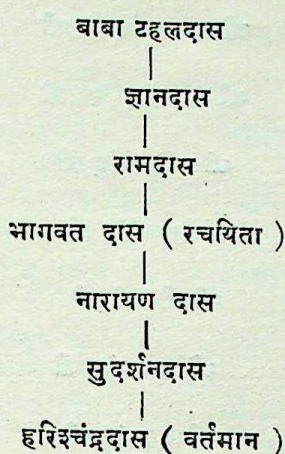 बाबा टहलदास
ज्ञानदास
रामदास
भागवत दास ( रचयिता )
नारायण दास
सुदर्शनदास
हरिश्चंद्रदास ( वर्तमान )